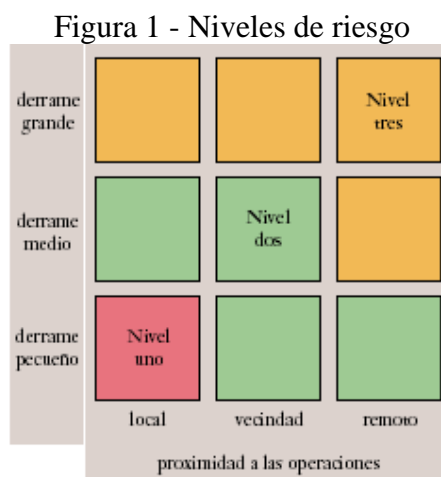 Figura 1 - Niveles de riesgo
derrame
grande
Nivel
tres
derrame
medio
Nivel
dos
derrame
pecueño
Nivel
uno
local
vecindad
remoto
proximidad a las operaciones